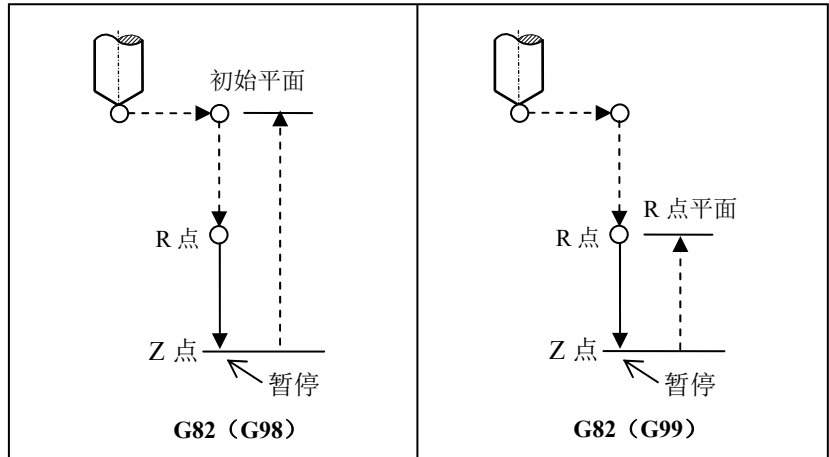 初始平面
R 点
Z 点
暂停
G82（G98）
R 点平面
R 点
Z 点
暂停
G82（G99）